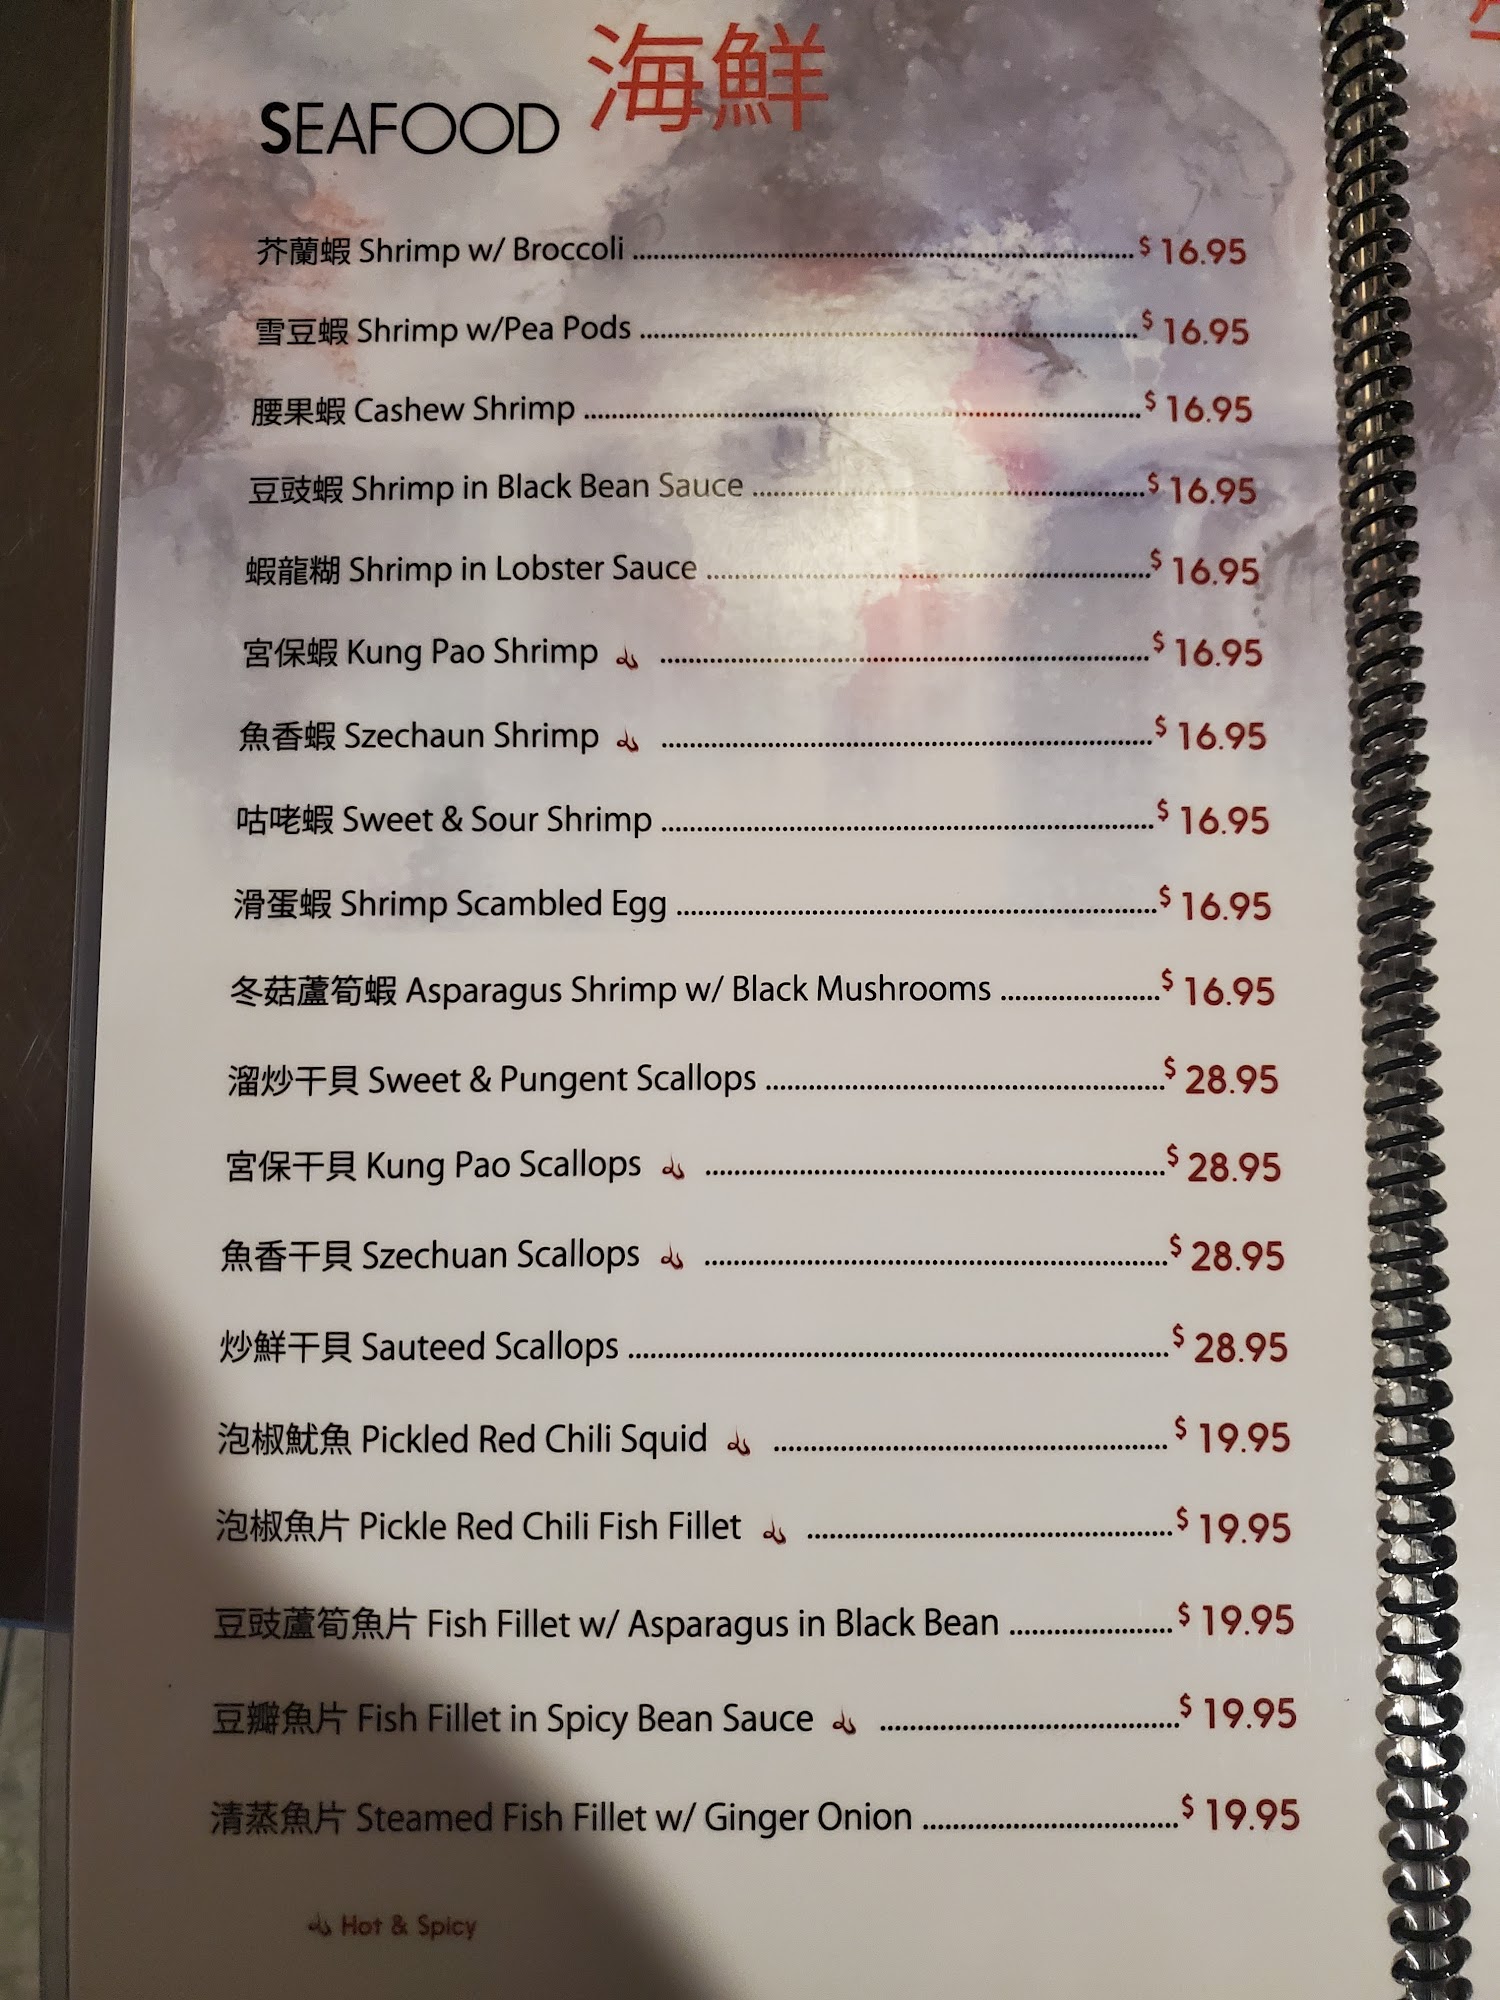 SEAFOOD 海鮮
芥蘭蝦 Shrimp w/ Broccoli $ 16.95
雪豆蝦 Shrimp w/Pea Pods $ 16.95
腰果蝦 Cashew Shrimp $ 16.95
豆豉蝦 Shrimp in Black Bean Sauce $ 16.95
蝦龍糊 Shrimp in Lobster Sauce $ 16.95
宮保蝦 Kung Pao Shrimp $ 16.95
魚香蝦 Szechaun Shrimp $ 16.95
咕咾蝦 Sweet & Sour Shrimp $ 16.95
滑蛋蝦 Shrimp Scambled Egg $ 16.95
冬菇蘆筍蝦 Asparagus Shrimp w/ Black Mushrooms $ 16.95
溜炒干貝 Sweet & Pungent Scallops $ 28.95
宮保干貝 Kung Pao Scallops $ 28.95
魚香干貝 Szechuan Scallops $ 28.95
炒鮮干貝 Sauteed Scallops $ 28.95
泡椒魷魚 Pickled Red Chili Squid $ 19.95
泡椒魚片 Pickle Red Chili Fish Fillet $ 19.95
豆豉蘆筍魚片 Fish Fillet w/ Asparagus in Black Bean $ 19.95
豆瓣魚片 Fish Fillet in Spicy Bean Sauce $ 19.95
清蒸魚片 Steamed Fish Fillet w/ Ginger Onion $ 19.95
Hot & Spicy